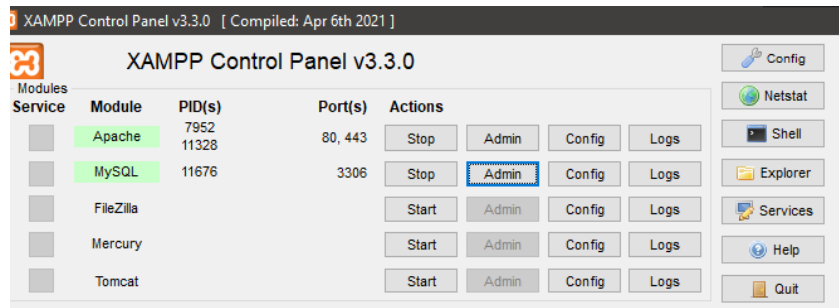 XAMPP Control Panel v3.3.0 [ Compiled: Apr 6th 2021 ]
XAMPP Control Panel v3.3.0
Config
Modules
Service Module PID(s) Port(s) Actions
Netstat
Apache 7952 11328 80, 443 Stop Admin Config Logs
Shell
MySQL 11676 3306 Stop Admin Config Logs
Explorer
FileZilla Start Admin Config Logs
Services
Mercury Start Admin Config Logs
Help
Tomcat Start Admin Config Logs
Quit